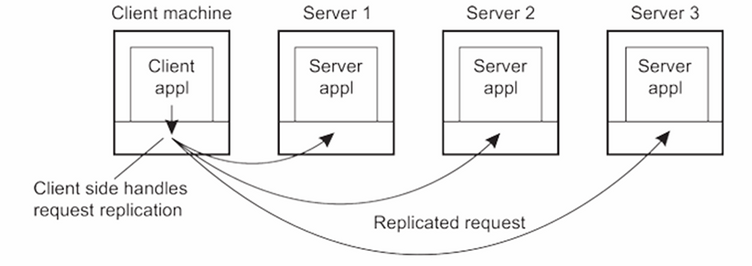 Client machine
Server 1
Server 2
Server 3
Client
appl
Server
appl
Server
appl
Server
appl
Client side handles
request replication
Replicated request